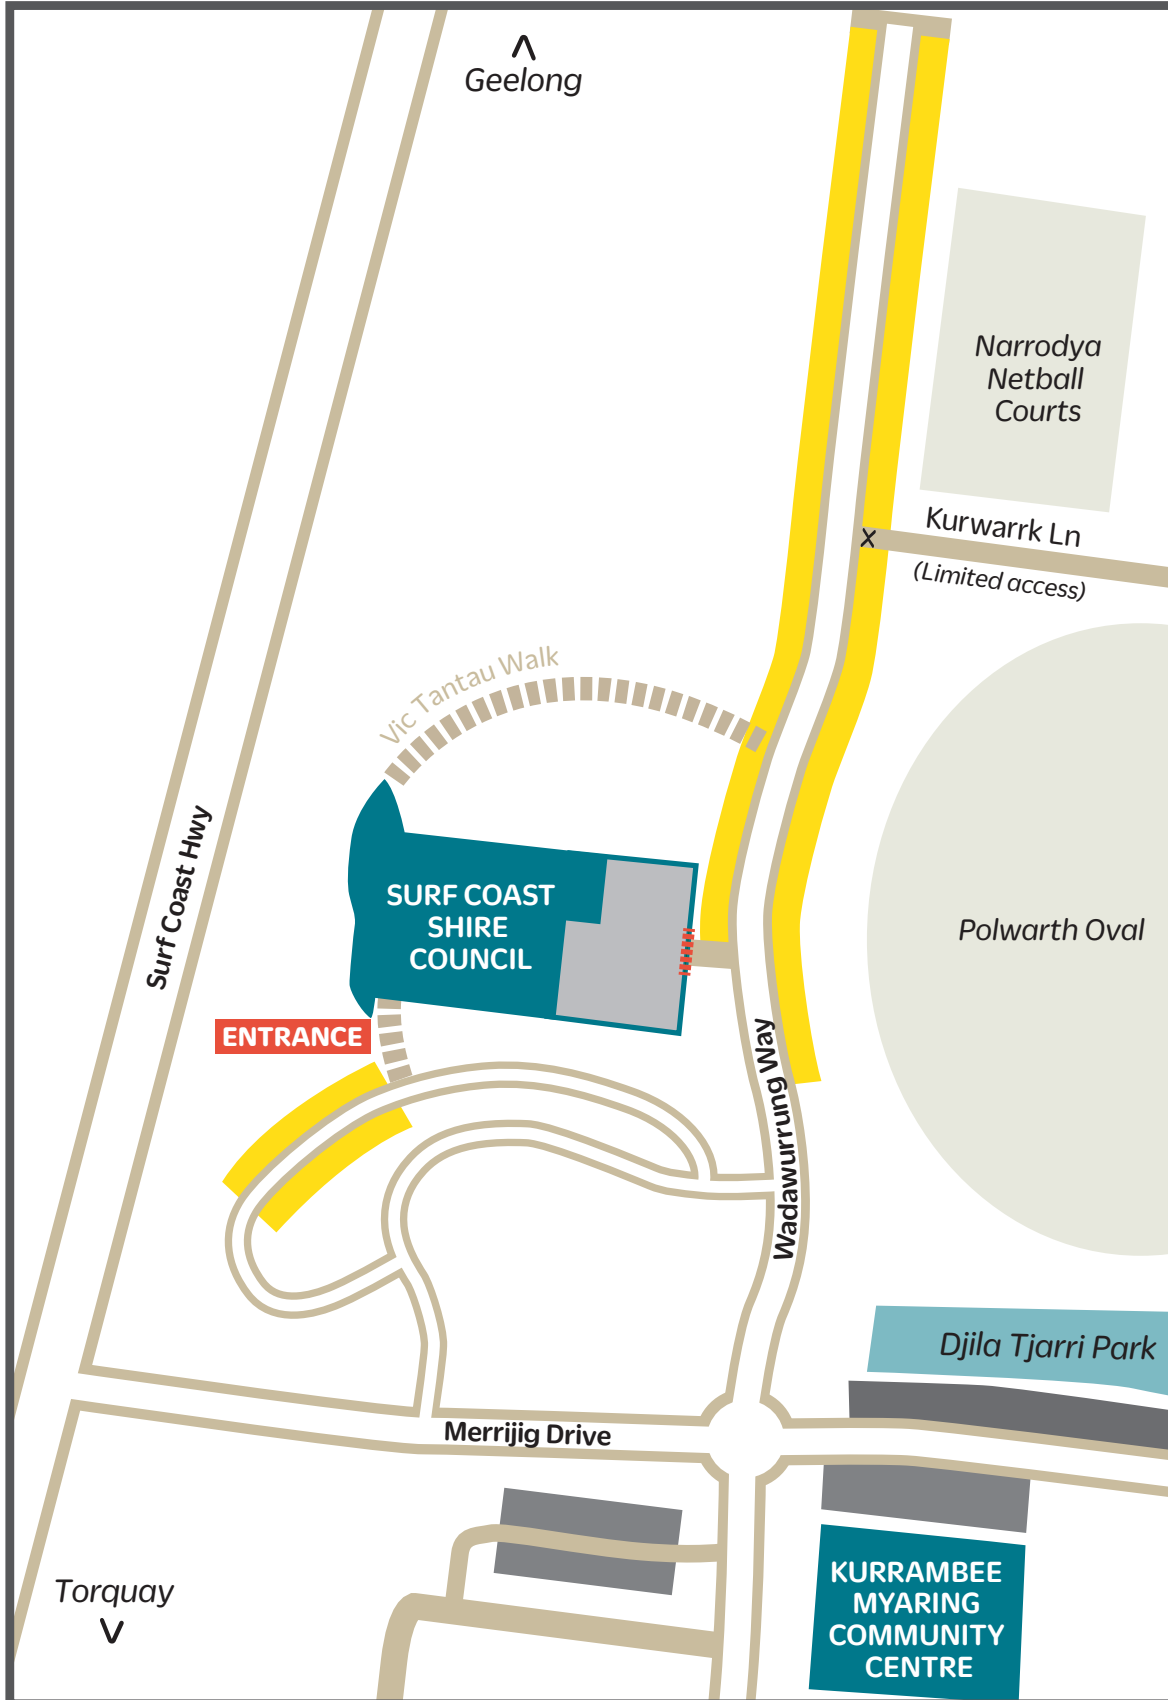 Geelong
Narrodya
Netball
Courts
Kurwarrk Ln
X
(Limited access)
Vic Tantau Walk
Surf Coast Hwy
SURF COAST
SHIRE
COUNCIL
Polwarth Oval
ENTRANCE
Wadawurrung Way
Djila Tjarri Park
Merrijig Drive
Torquay
KURRAMBEE
MYARING
COMMUNITY
CENTRE